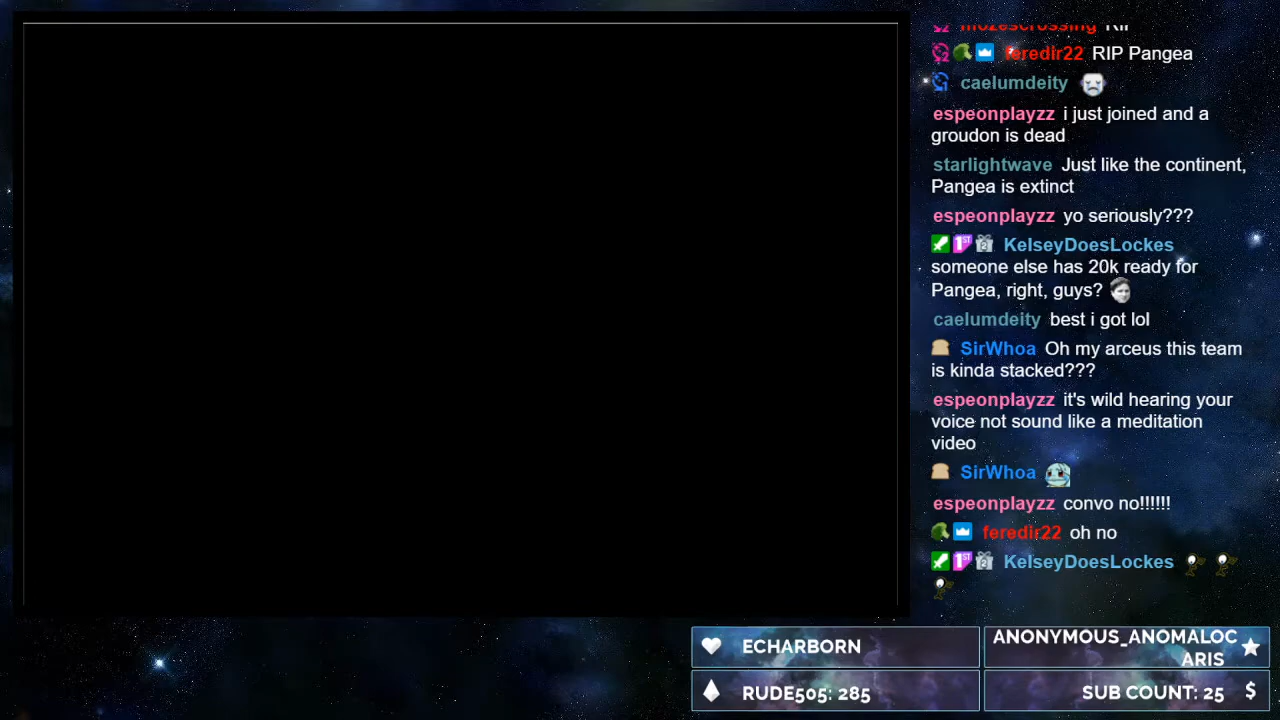 mozescrossing RIP
feredir22 RIP Pangea
caelumdeity
espeonplayzz i just joined and a
groudon is dead
starlightwave Just like the continent,
Pangea is extinct
espeonplayzz yo seriously???
KelseyDoesLockes
someone else has 20k ready for
Pangea, right, guys?
caelumdeity best i got lol
SirWhoa Oh my arceus this team
is kinda stacked???
espeonplayzz it's wild hearing your
voice not sound like a meditation
video
SirWhoa
espeonplayzz convo no!!!!!!
feredir22 oh no
KelseyDoesLockes
ECHARBORN
ANONYMOUS_ANOMALOC
ARIS
RUDE505: 285
SUB COUNT: 25 $